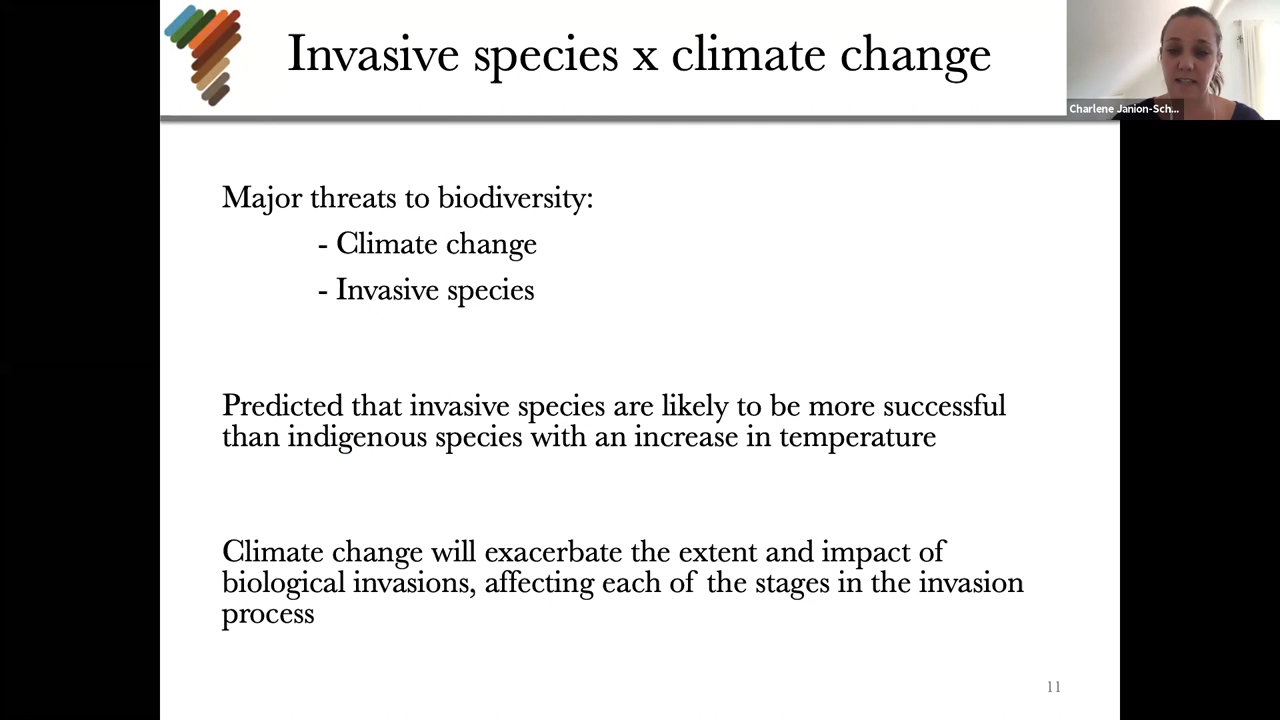 Invasive species x climate change
Charlene Janion-Sch...
Major threats to biodiversity:
- Climate change
- Invasive species
Predicted that invasive species are likely to be more successful
than indigenous species with an increase in temperature
Climate change will exacerbate the extent and impact of
biological invasions, affecting each of the stages in the invasion
process
11